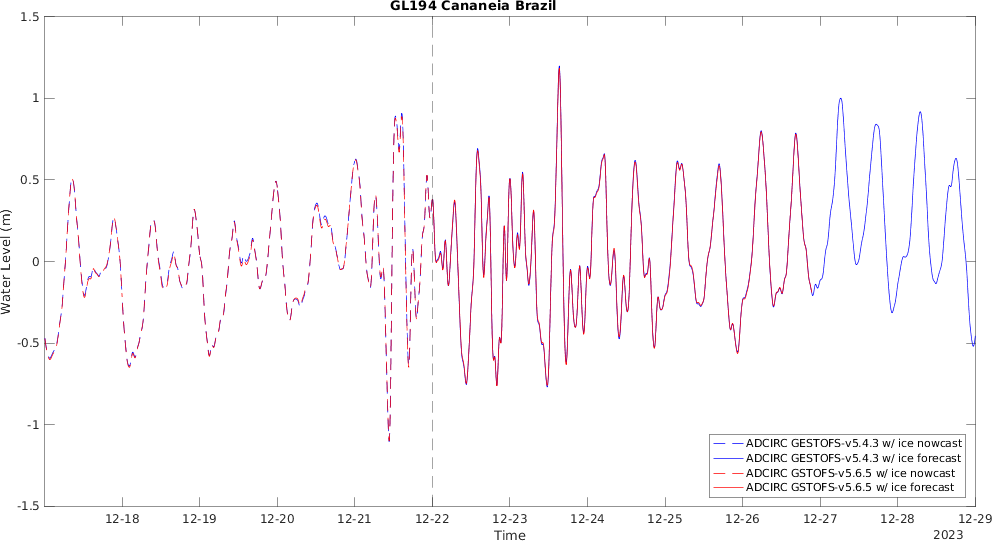 GL194 Cananeia Brazil
1.5
1
0.5
0
-0.5
-1
-1.5
Water Level (m)
ADCIRC GESTOFS-v5.4.3 w/ ice nowcast
ADCIRC GESTOFS-v5.4.3 w/ ice forecast
ADCIRC GSTOFS-v5.6.5 w/ ice nowcast
ADCIRC GSTOFS-v5.6.5 w/ ice forecast
12-18 12-19 12-20 12-21 12-22 12-23 12-24 12-25 12-26 12-27 12-28 12-29
Time
2023